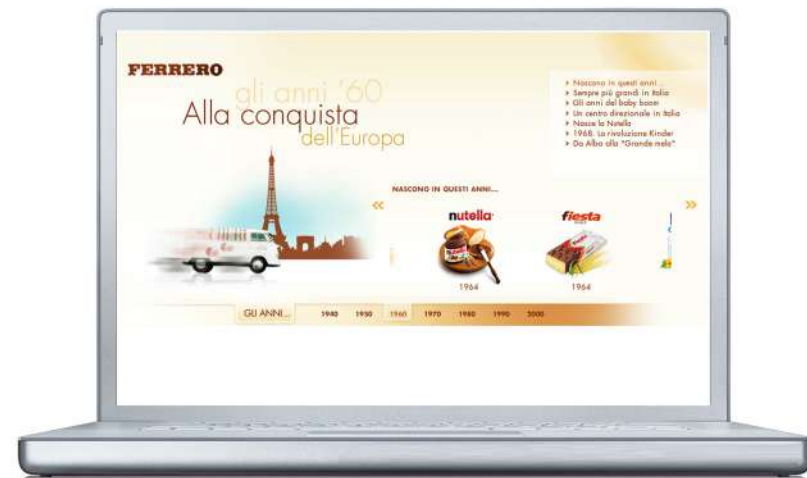 FERRERO
gli anni '60
Alla conquista
dell'Europa
Nascono in questi anni...
Sempre più grandi in Italia
Gli anni del baby boom
Un centro direzionale in Italia
Nasce la Nutella
1968. La rivoluzione Kinder
Da Alba alla "Grande mela"
NASCONO IN QUESTI ANNI...
«
»
nutella
fiesta
nutella
1964
1964
GLI ANNI... 1940 1950 1960 1970 1980 1990 2000